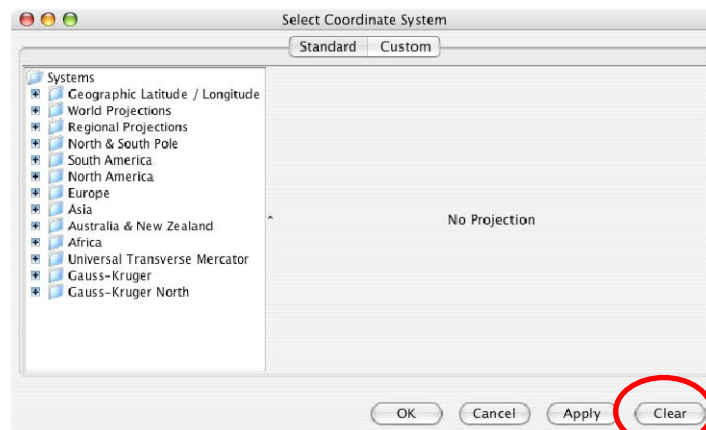 Select Coordinate System
Standard Custom
Systems
Geographic Latitude / Longitude
World Projections
Regional Projections
North & South Pole
South America
North America
Europe
Asia
Australia & New Zealand
Africa
Universal Transverse Mercator
Gauss-Kruger
Gauss-Kruger North
No Projection
OK Cancel Apply Clear